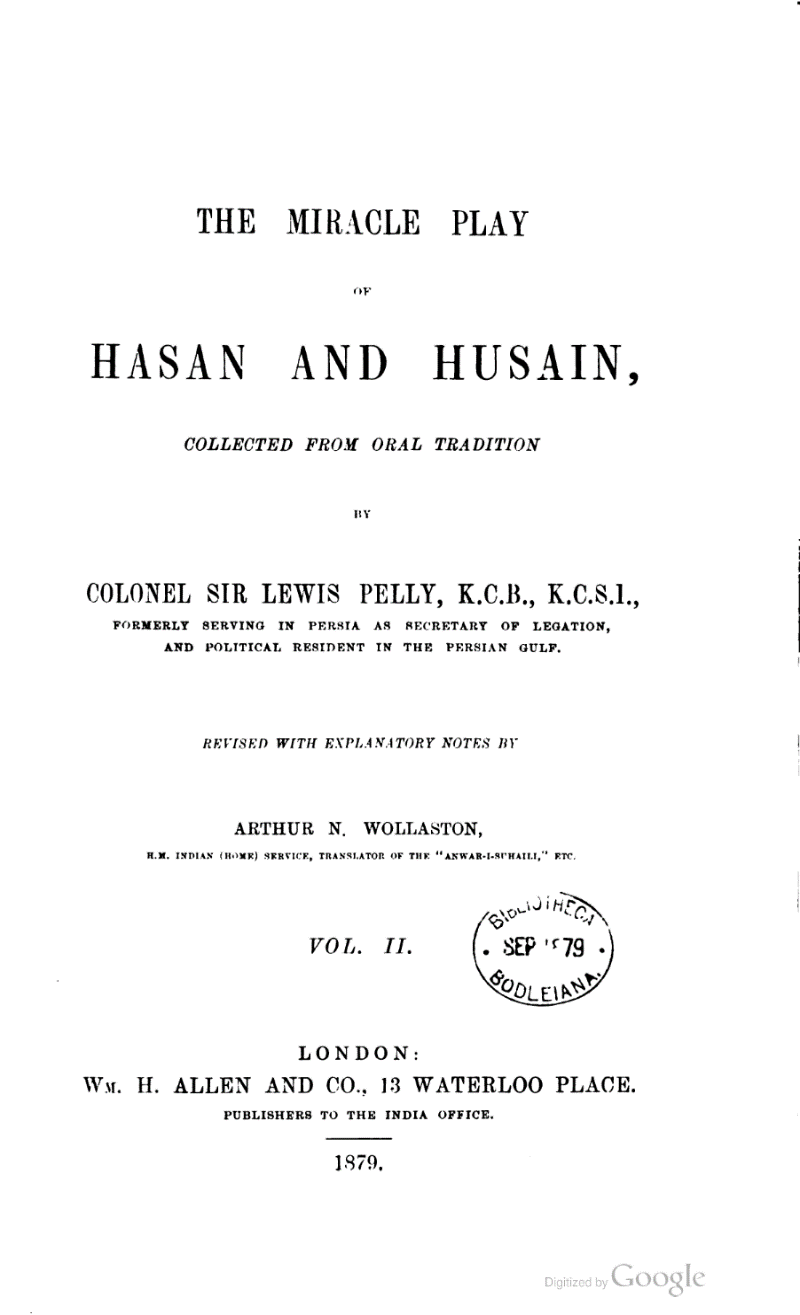 THE MIRACLE PLAY
OF
HASAN AND HUSAIN,
COLLECTED FROM ORAL TRADITION
BY
COLONEL SIR LEWIS PELLY, K.C.B., K.C.S.I.,
FORMERLY SERVING IN PERSIA AS SECRETARY OF LEGATION,
AND POLITICAL RESIDENT IN THE PERSIAN GULF.
REVISED WITH EXPLANATORY NOTES BY
ARTHUR N. WOLLASTON,
H.M. INDIAN (HOME) SERVICE, TRANSLATOR OF THE "ANWAR-I-SUHAILI," ETC.
VOL. II.
BIBLIOTHECA
SEP 79
BODLEIANA.
LONDON:
WM. H. ALLEN AND CO., 13 WATERLOO PLACE.
PUBLISHERS TO THE INDIA OFFICE.
1879.
Digitized by Google